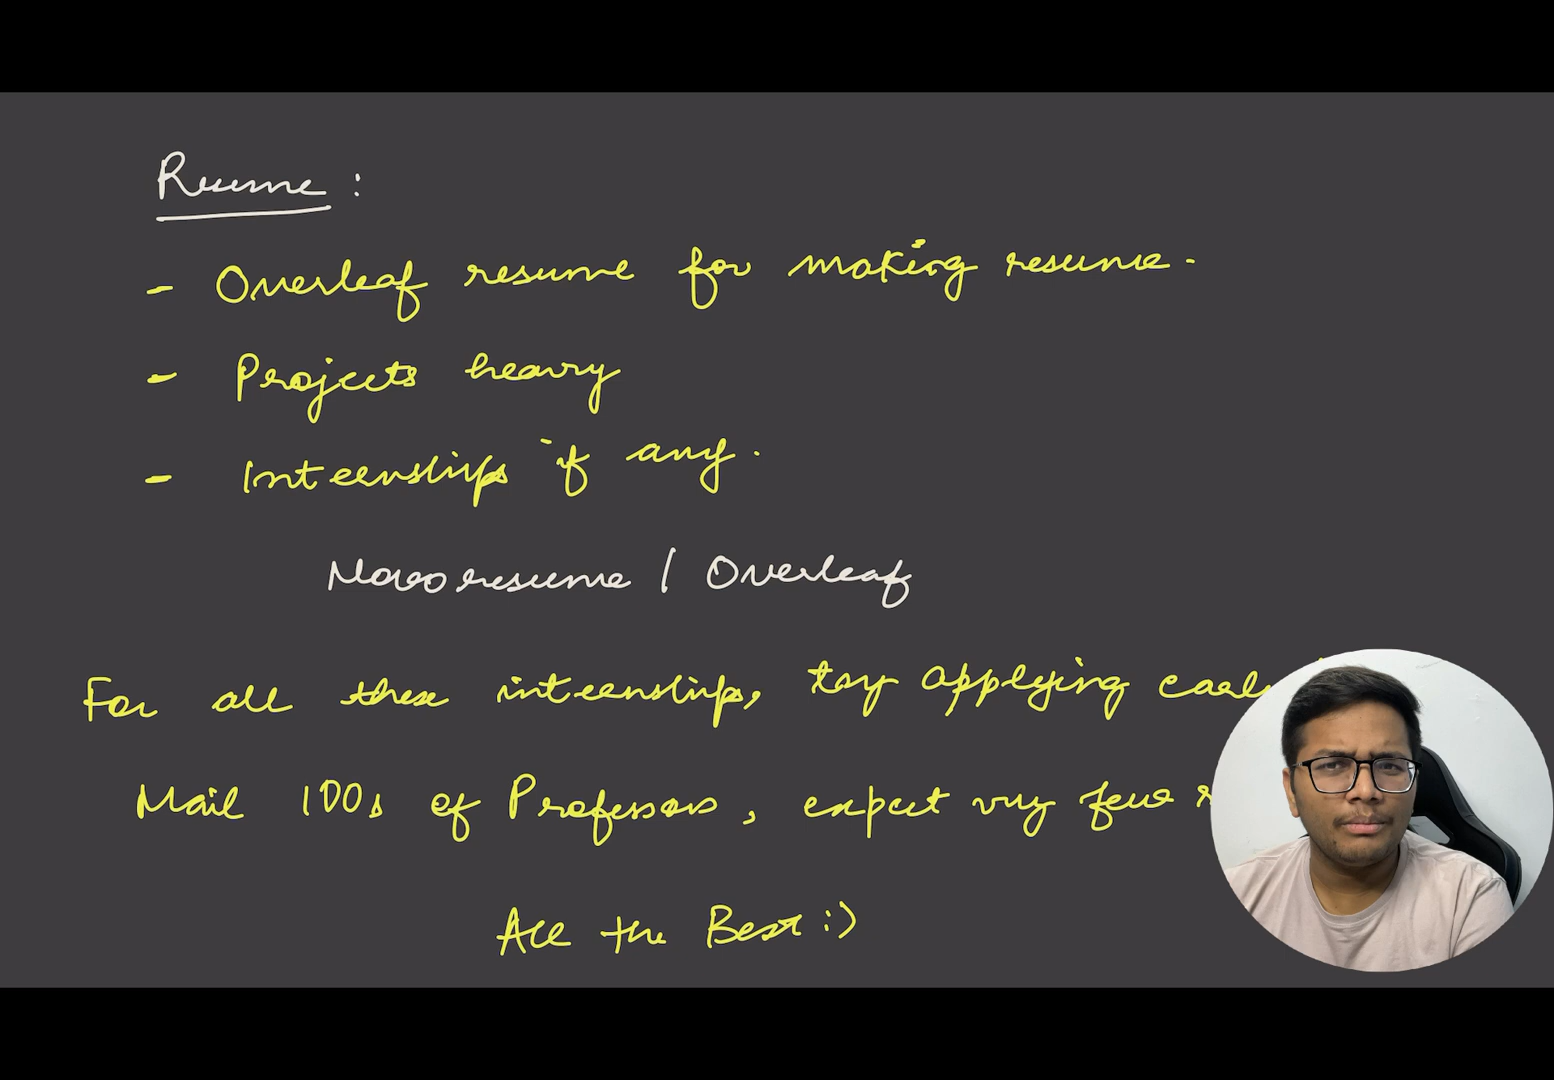 Resume :
- Overleaf resume for making resume.
- Projects heavy
- Internships if any.
Novoresume / Overleaf
For all these internships, try applying
Mail 100s of Professors, expect very few
All the Best :)